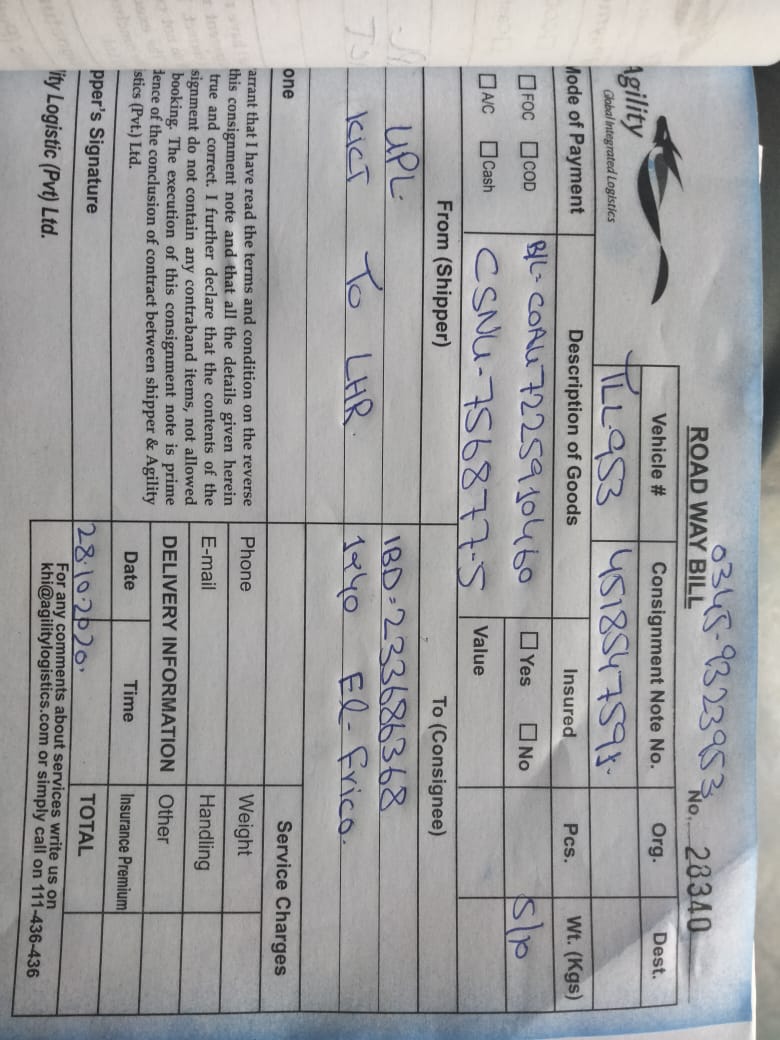 0345-9323953
ROAD WAY BILL
No. 28340
Agility
Global Integrated Logistics
Vehicle # Consignment Note No. Org. Dest.
TLL-953 4518547591-
Mode of Payment Description of Goods Insured Pcs. Wt. (Kgs)
FOC COD B/L- COAU 7225910460 Yes No 5/10
A/C Cash CSNU-756877-5 Value
From (Shipper) To (Consignee)
UPL. IBD=233686368
KICT To LHR. 1x40 El-Frico.
one Service Charges
arrant that I have read the terms and condition on the reverse
this consignment note and that all the details given herein
true and correct. I further declare that the contents of the
signment do not contain any contraband items, not allowed
booking. The execution of this consignment note is prime
dence of the conclusion of contract between shipper & Agility
stics (Pvt.) Ltd.
Phone Weight
E-mail Handling
DELIVERY INFORMATION Other
Date Time Insurance Premium
pper's Signature 28.10.2020. TOTAL
lity Logistic (Pvt) Ltd.
For any comments about services write us on
khi@agilitylogistics.com or simply call on 111-436-436